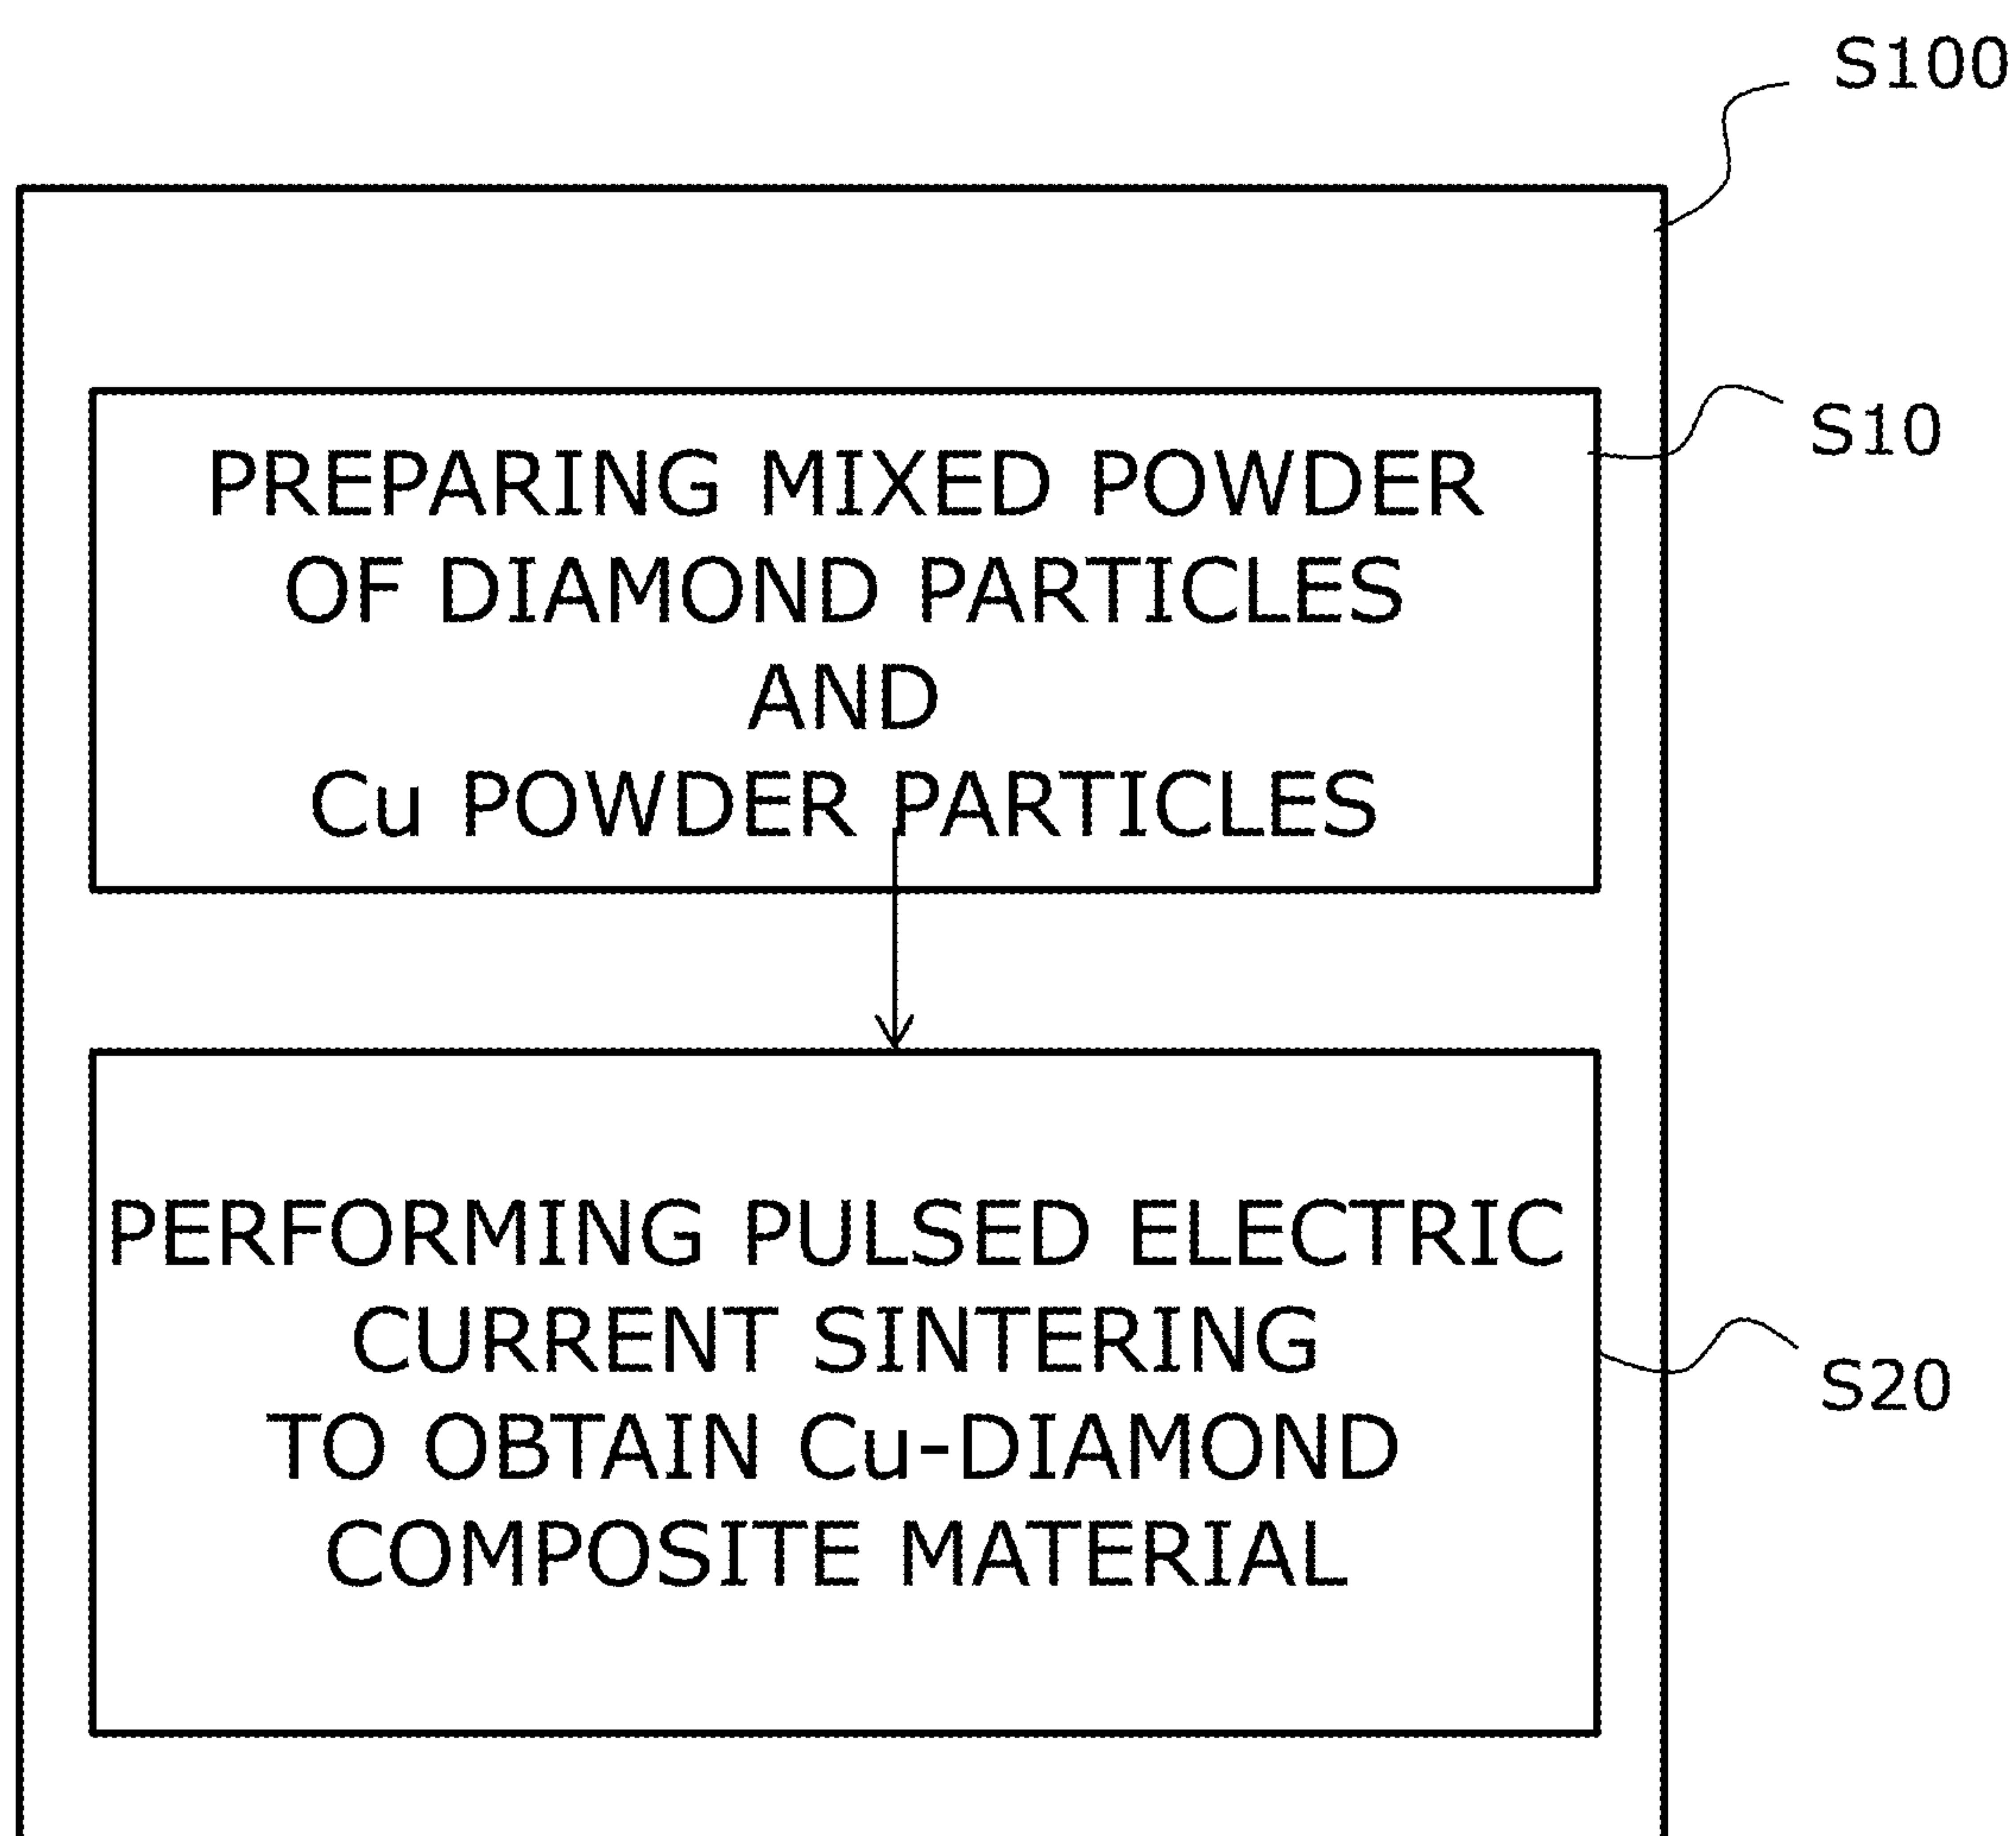 S100
S10
PREPARING MIXED POWDER
OF DIAMOND PARTICLES
AND
Cu POWDER PARTICLES
PERFORMING PULSED ELECTRIC
CURRENT SINTERING
TO OBTAIN Cu-DIAMOND
COMPOSITE MATERIAL
S20